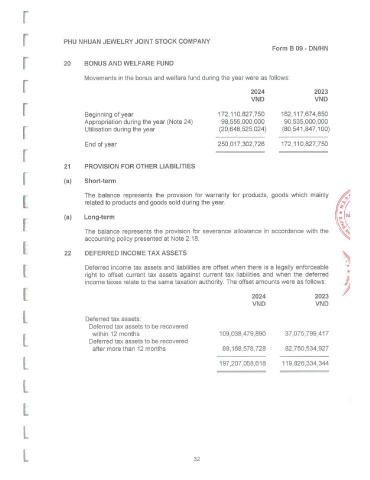 PHU NHUAN JEWELRY JOINT STOCK COMPANY
Form B 09 - DN/HN
20 BONUS AND WELFARE FUND
Movements in the bonus and welfare fund during the year were as follows:
2024 2023
VND VND
Beginning of year 172,110,827,750 162,117,674,850
Appropriation during the year (Note 24) 98,555,000,000 90,535,000,000
Utilisation during the year (20,648,525,024) (80,541,847,100)
End of year 250,017,302,726 172,110,827,750
21 PROVISION FOR OTHER LIABILITIES
(a) Short-term
The balance represents the provision for warranty for products, goods which mainly
related to products and goods sold during the year.
(a) Long-term
The balance represents the provision for severance allowance in accordance with the
accounting policy presented at Note 2.18.
22 DEFERRED INCOME TAX ASSETS
Deferred income tax assets and liabilities are offset when there is a legally enforceable
right to offset current tax assets against current tax liabilities and when the deferred
income taxes relate to the same taxation authority. The offset amounts were as follows:
2024 2023
VND VND
Deferred tax assets:
Deferred tax assets to be recovered
within 12 months 109,038,479,890 37,075,799,417
Deferred tax assets to be recovered
after more than 12 months 88,168,578,728 82,750,534,927
197,207,058,618 119,826,334,344
32